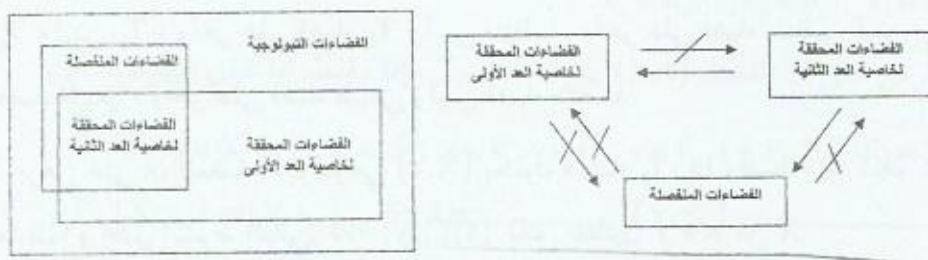 الفضاءات التبولوجية
الفضاءات المنفصلة
الفضاءات المحققة
لخاصية العد الثانية
الفضاءات المحققة
لخاصية العد الأولى
الفضاءات المحققة
لخاصية العد الأولى
الفضاءات المحققة
لخاصية العد الثانية
الفضاءات المنفصلة